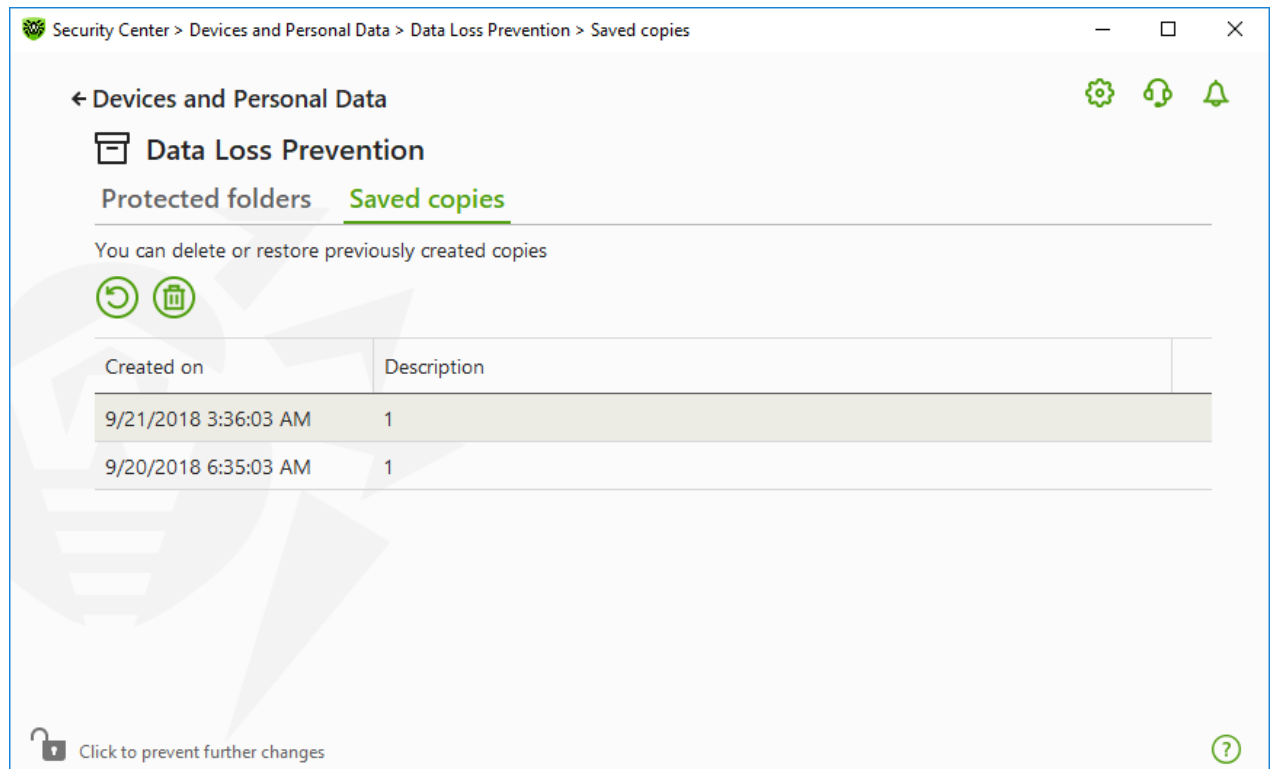 Security Center > Devices and Personal Data > Data Loss Prevention > Saved copies
Devices and Personal Data
Data Loss Prevention
Protected folders Saved copies
You can delete or restore previously created copies
Created on Description
9/21/2018 3:36:03 AM 1
9/20/2018 6:35:03 AM 1
Click to prevent further changes ?